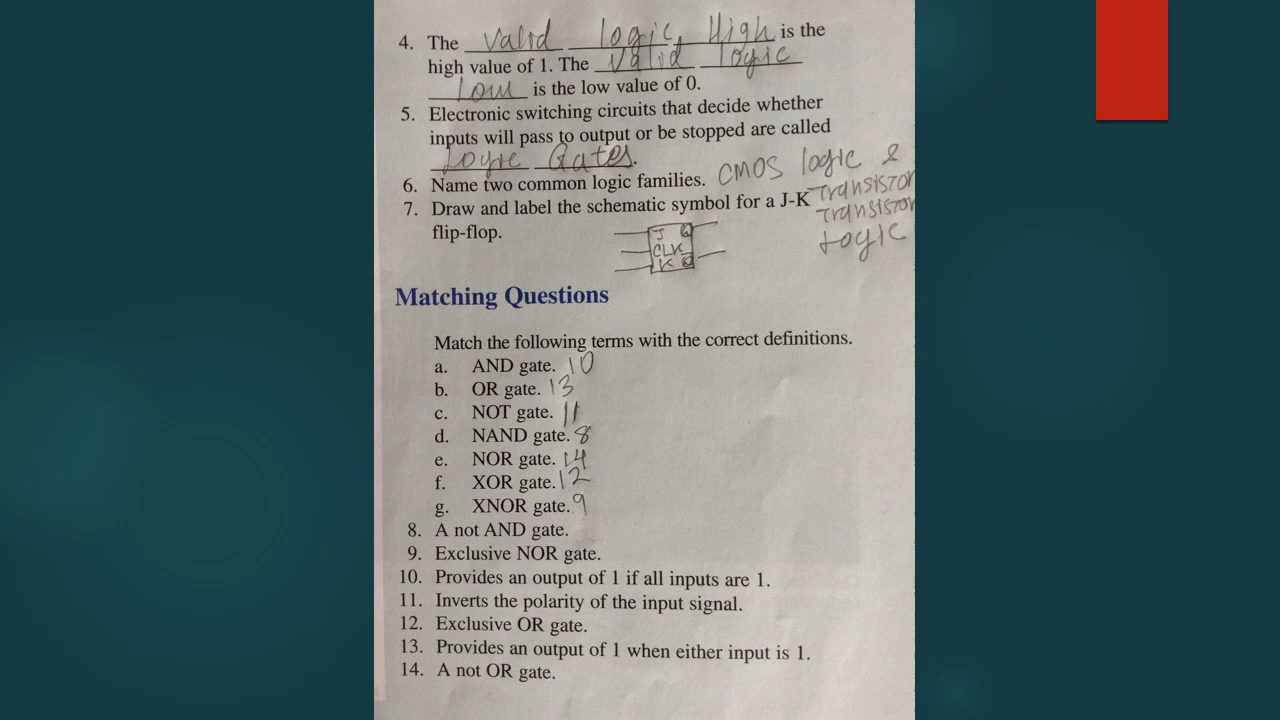 4. The Valid logic, High is the
high value of 1. The Valid logic
Low is the low value of 0.
5. Electronic switching circuits that decide whether
inputs will pass to output or be stopped are called
Logic Gates.
6. Name two common logic families. CMOS logic &
Transistor
Transistor
Logic
7. Draw and label the schematic symbol for a J-K
flip-flop.
J Q
CLK
K Q
Matching Questions
Match the following terms with the correct definitions.
a. AND gate. 10
b. OR gate. 13
c. NOT gate. 11
d. NAND gate. 8
e. NOR gate. 14
f. XOR gate. 12
g. XNOR gate. 9
8. A not AND gate.
9. Exclusive NOR gate.
10. Provides an output of 1 if all inputs are 1.
11. Inverts the polarity of the input signal.
12. Exclusive OR gate.
13. Provides an output of 1 when either input is 1.
14. A not OR gate.